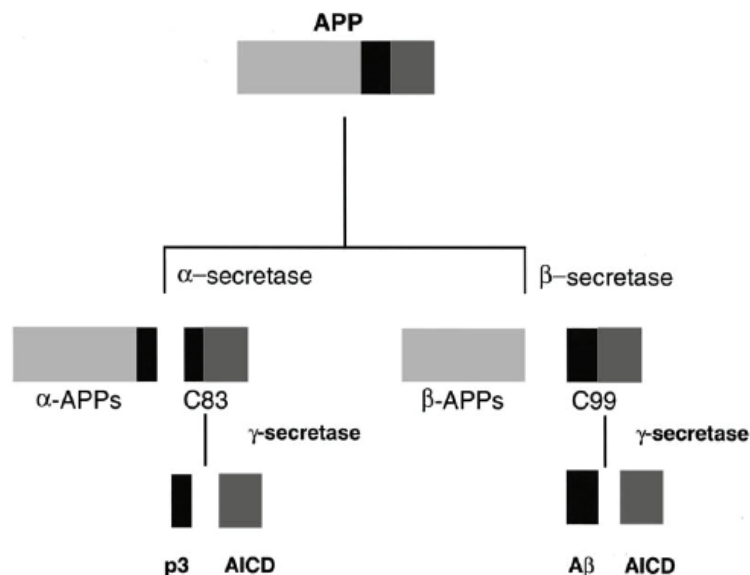 APP
α–secretase
β–secretase
α-APPs
C83
β-APPs
C99
γ-secretase
γ-secretase
p3
AICD
Aβ
AICD